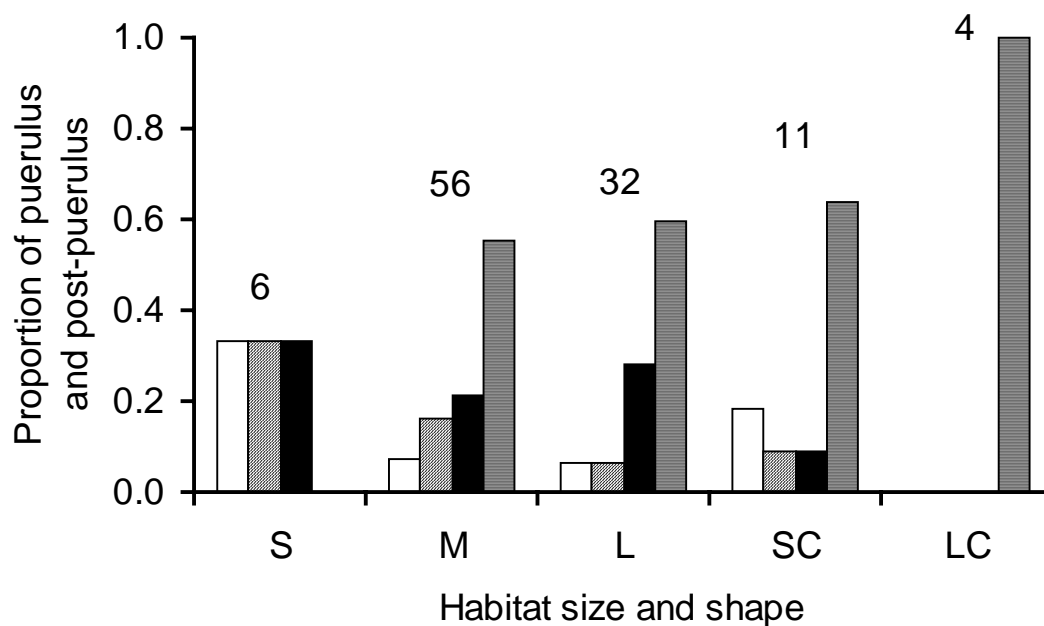 Proportion of puerulus
and post-puerulus
1.0
0.8
0.6
0.4
0.2
0.0
6
56
32
11
4
S M L SC LC
Habitat size and shape